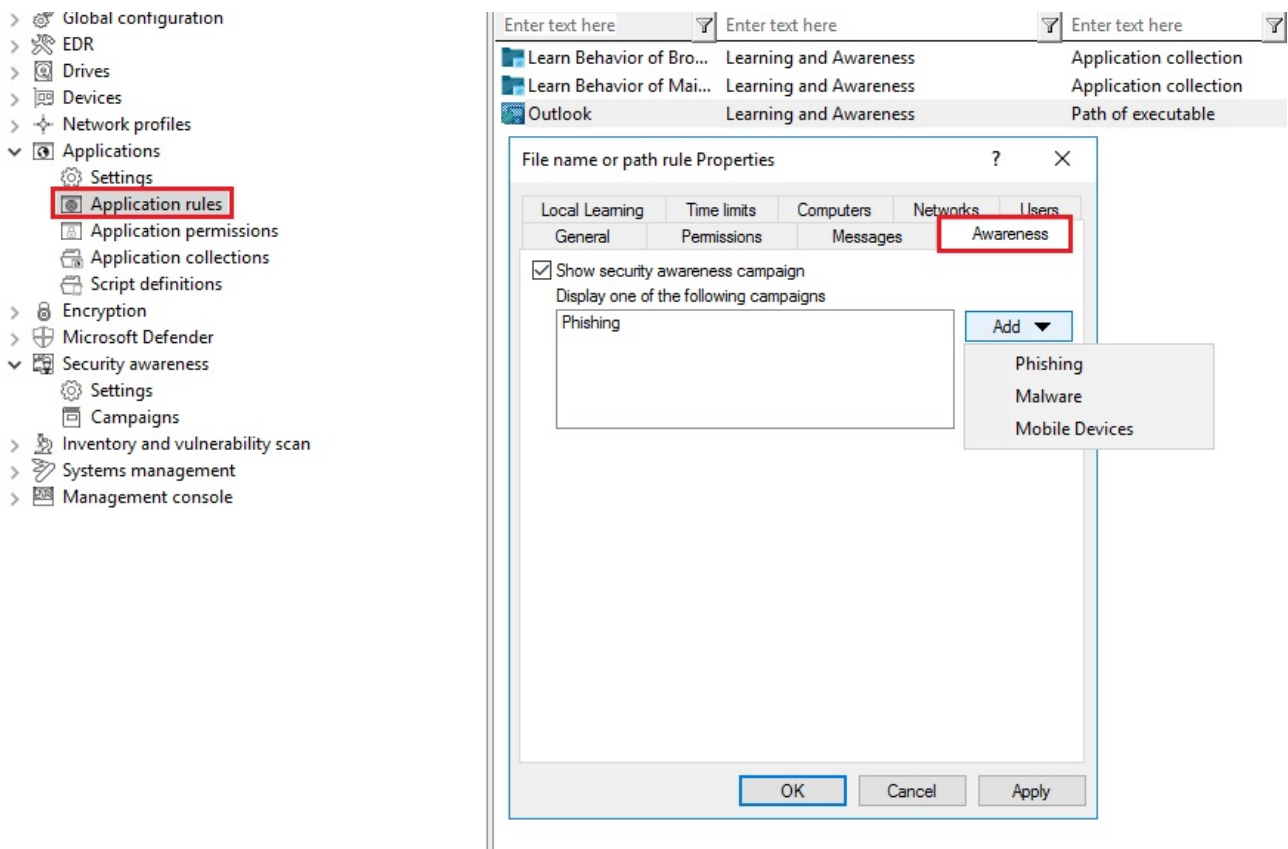 Global configuration
EDR
Drives
Devices
Network profiles
Applications
Settings
Application rules
Application permissions
Application collections
Script definitions
Encryption
Microsoft Defender
Security awareness
Settings
Campaigns
Inventory and vulnerability scan
Systems management
Management console
Enter text here Enter text here Enter text here
Learn Behavior of Bro... Learning and Awareness Application collection
Learn Behavior of Mai... Learning and Awareness Application collection
Outlook Learning and Awareness Path of executable
File name or path rule Properties ?
Local Learning Time limits Computers Networks Users
General Permissions Messages Awareness
Show security awareness campaign
Display one of the following campaigns
Phishing
Add
Phishing
Malware
Mobile Devices
OK Cancel Apply